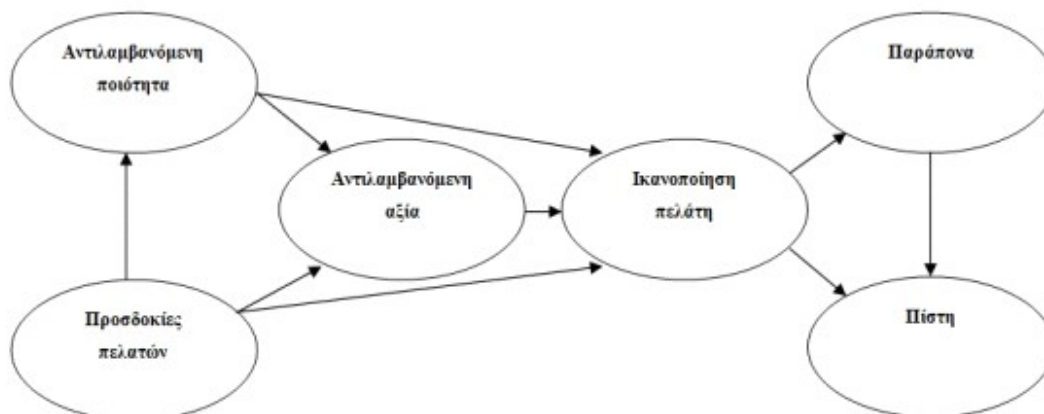 Αντιλαμβανόμενη
ποιότητα
Παράπονα
Αντιλαμβανόμενη
αξία
Ικανοποίηση
πελάτη
Προσδοκίες
πελατών
Πίστη